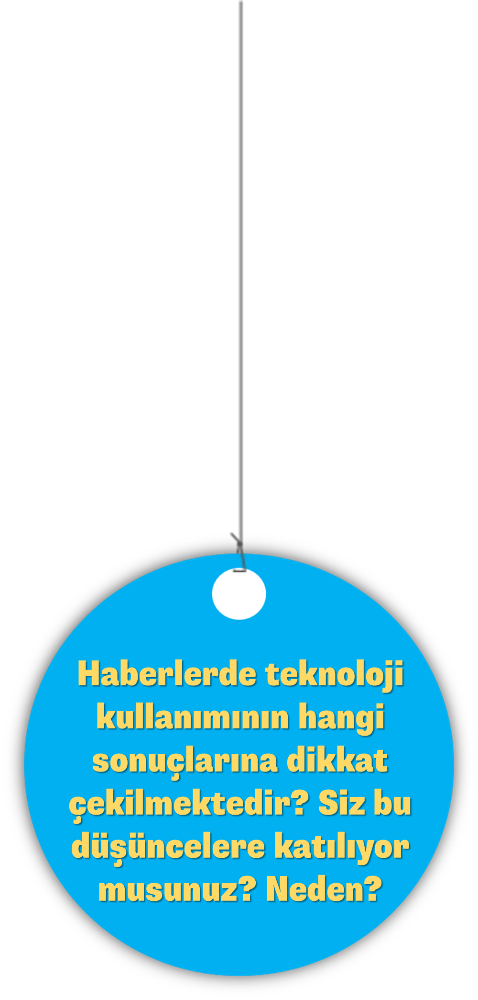 Haberlerde teknoloji
kullanımının hangi
sonuçlarına dikkat
çekilmektedir? Siz bu
düşüncelere katılıyor
musunuz? Neden?